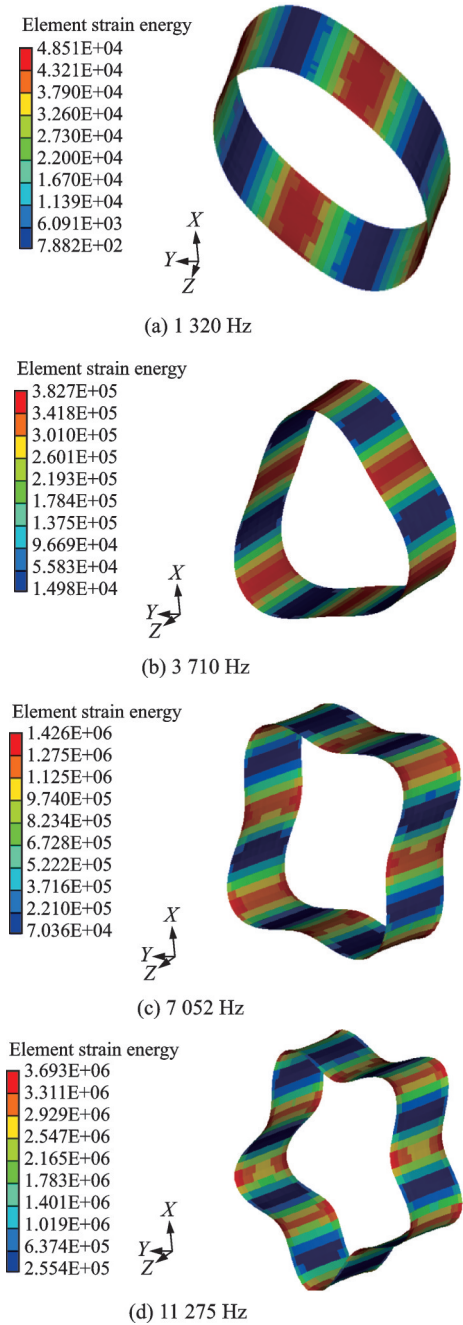 Element strain energy
4.851E+04
4.321E+04
3.790E+04
3.260E+04
2.730E+04
2.200E+04
1.670E+04
1.139E+04
6.091E+03
7.882E+02
X
Y
Z
(a) 1 320 Hz
Element strain energy
3.827E+05
3.418E+05
3.010E+05
2.601E+05
2.193E+05
1.784E+05
1.375E+05
9.669E+04
5.583E+04
1.498E+04
X
Y
Z
(b) 3 710 Hz
Element strain energy
1.426E+06
1.275E+06
1.125E+06
9.740E+05
8.234E+05
6.728E+05
5.222E+05
3.716E+05
2.210E+05
7.036E+04
X
Y
Z
(c) 7 052 Hz
Element strain energy
3.693E+06
3.311E+06
2.929E+06
2.547E+06
2.165E+06
1.783E+06
1.401E+06
1.019E+06
6.374E+05
2.554E+05
X
Y
Z
(d) 11 275 Hz